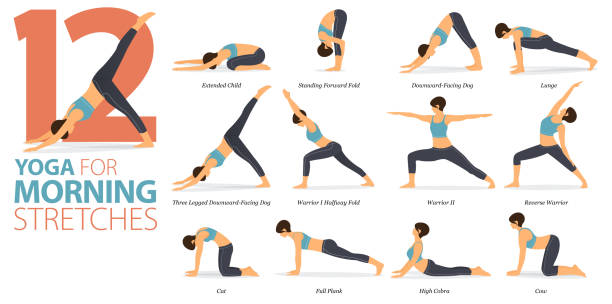 12
YOGA FOR
MORNING
STRETCHES
Extended Child
Standing Forward Fold
Downward-Facing Dog
Lunge
Three Legged Downward-Facing Dog
Warrior I Halfway Fold
Warrior II
Reverse Warrior
Cat
Full Plank
High Cobra
Cow